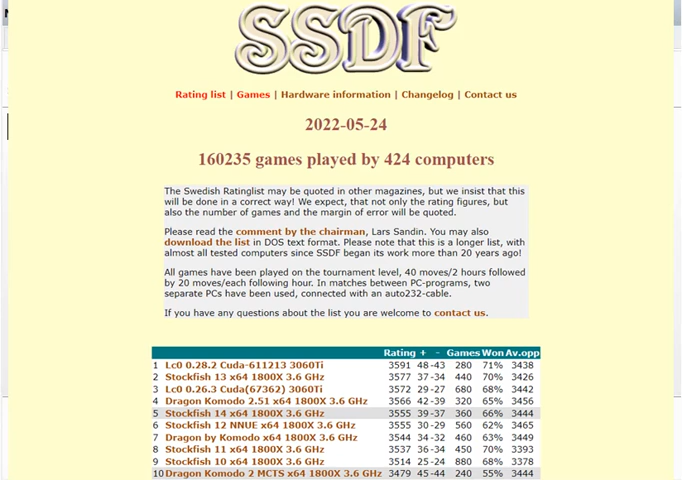 SSDF
Rating list | Games | Hardware information | Changelog | Contact us
2022-05-24
160235 games played by 424 computers
The Swedish Ratinglist may be quoted in other magazines, but we insist that this
will be done in a correct way! We expect, that not only the rating figures, but
also the number of games and the margin of error will be quoted.
Please read the comment by the chairman, Lars Sandin. You may also
download the list in DOS text format. Please note that this is a longer list, with
almost all tested computers since SSDF began its work more than 20 years ago!
All games have been played on the tournament level, 40 moves/2 hours followed
by 20 moves/each following hour. In matches between PC-programs, two
separate PCs have been used, connected with an auto232-cable.
If you have any questions about the list you are welcome to contact us.
Rating + - Games Won Av.opp
1 Lc0 0.28.2 Cuda-611213 3060Ti 3591 48 -43 280 71% 3438
2 Stockfish 13 x64 1800X 3.6 GHz 3577 37 -34 440 70% 3426
3 Lc0 0.26.3 Cuda(67362) 3060Ti 3572 29 -27 680 68% 3442
4 Dragon Komodo 2.51 x64 1800X 3.6 GHz 3566 42 -39 320 65% 3456
5 Stockfish 14 x64 1800X 3.6 GHz 3555 39 -37 360 66% 3444
6 Stockfish 12 NNUE x64 1800X 3.6 GHz 3555 30 -29 560 62% 3465
7 Dragon by Komodo x64 1800X 3.6 GHz 3544 34 -32 460 63% 3449
8 Stockfish 11 x64 1800X 3.6 GHz 3537 36 -34 450 70% 3393
9 Stockfish 10 x64 1800X 3.6 GHz 3514 25 -24 880 68% 3378
10 Dragon Komodo 2 MCTS x64 1800X 3.6 GHz 3479 45 -44 240 55% 3444